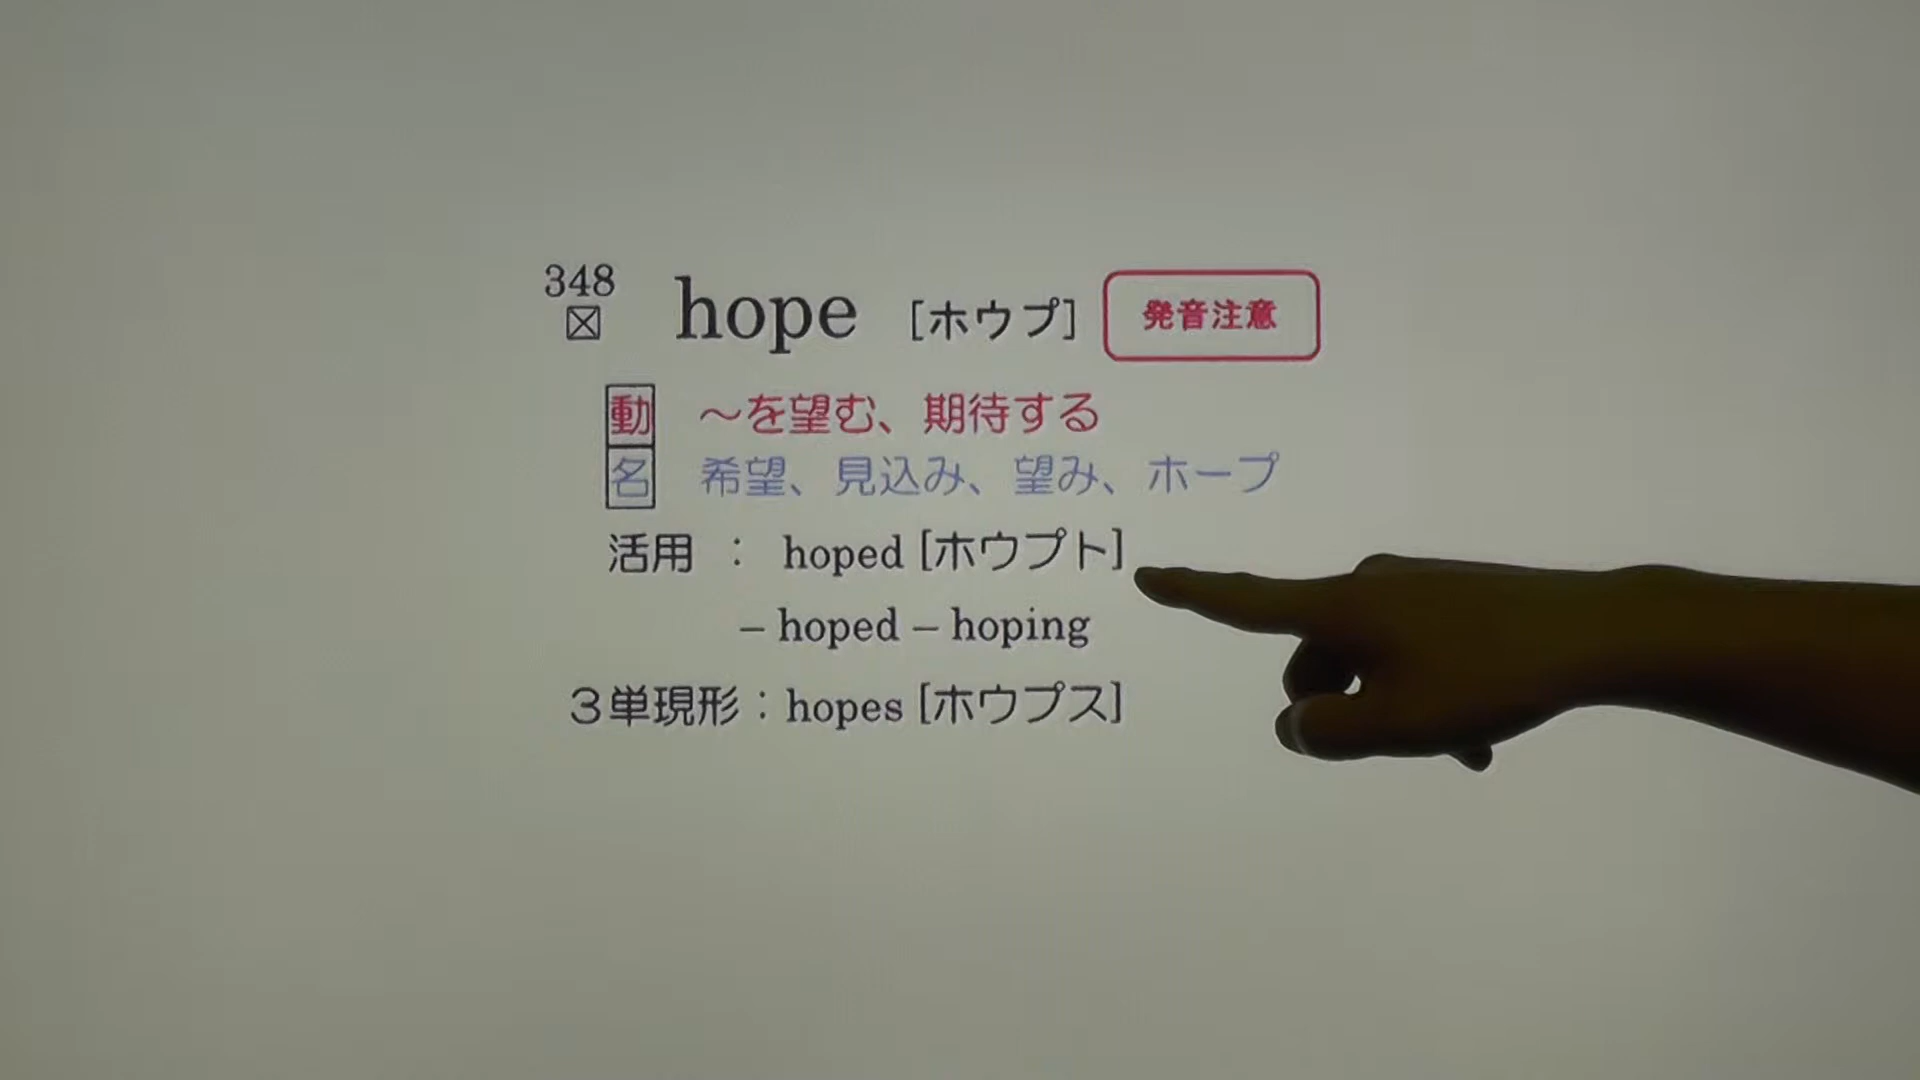 348
☒ hope [ホウプ] 発音注意
動 ～を望む、期待する
名 希望、見込み、望み、ホープ
活用 : hoped [ホウプト]
– hoped – hoping
３単現形 : hopes [ホウプス]